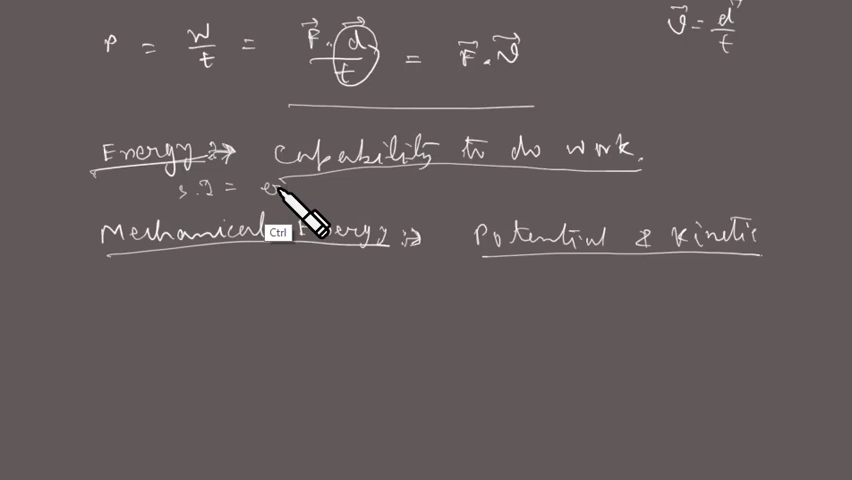 P = W/t = F⃗ . d⃗/t = F⃗ . v⃗
v⃗ = d⃗/t
Energy :→ Capability to do work.
S.I =
Mechanical Energy :→ Potential & Kinetic
Ctrl